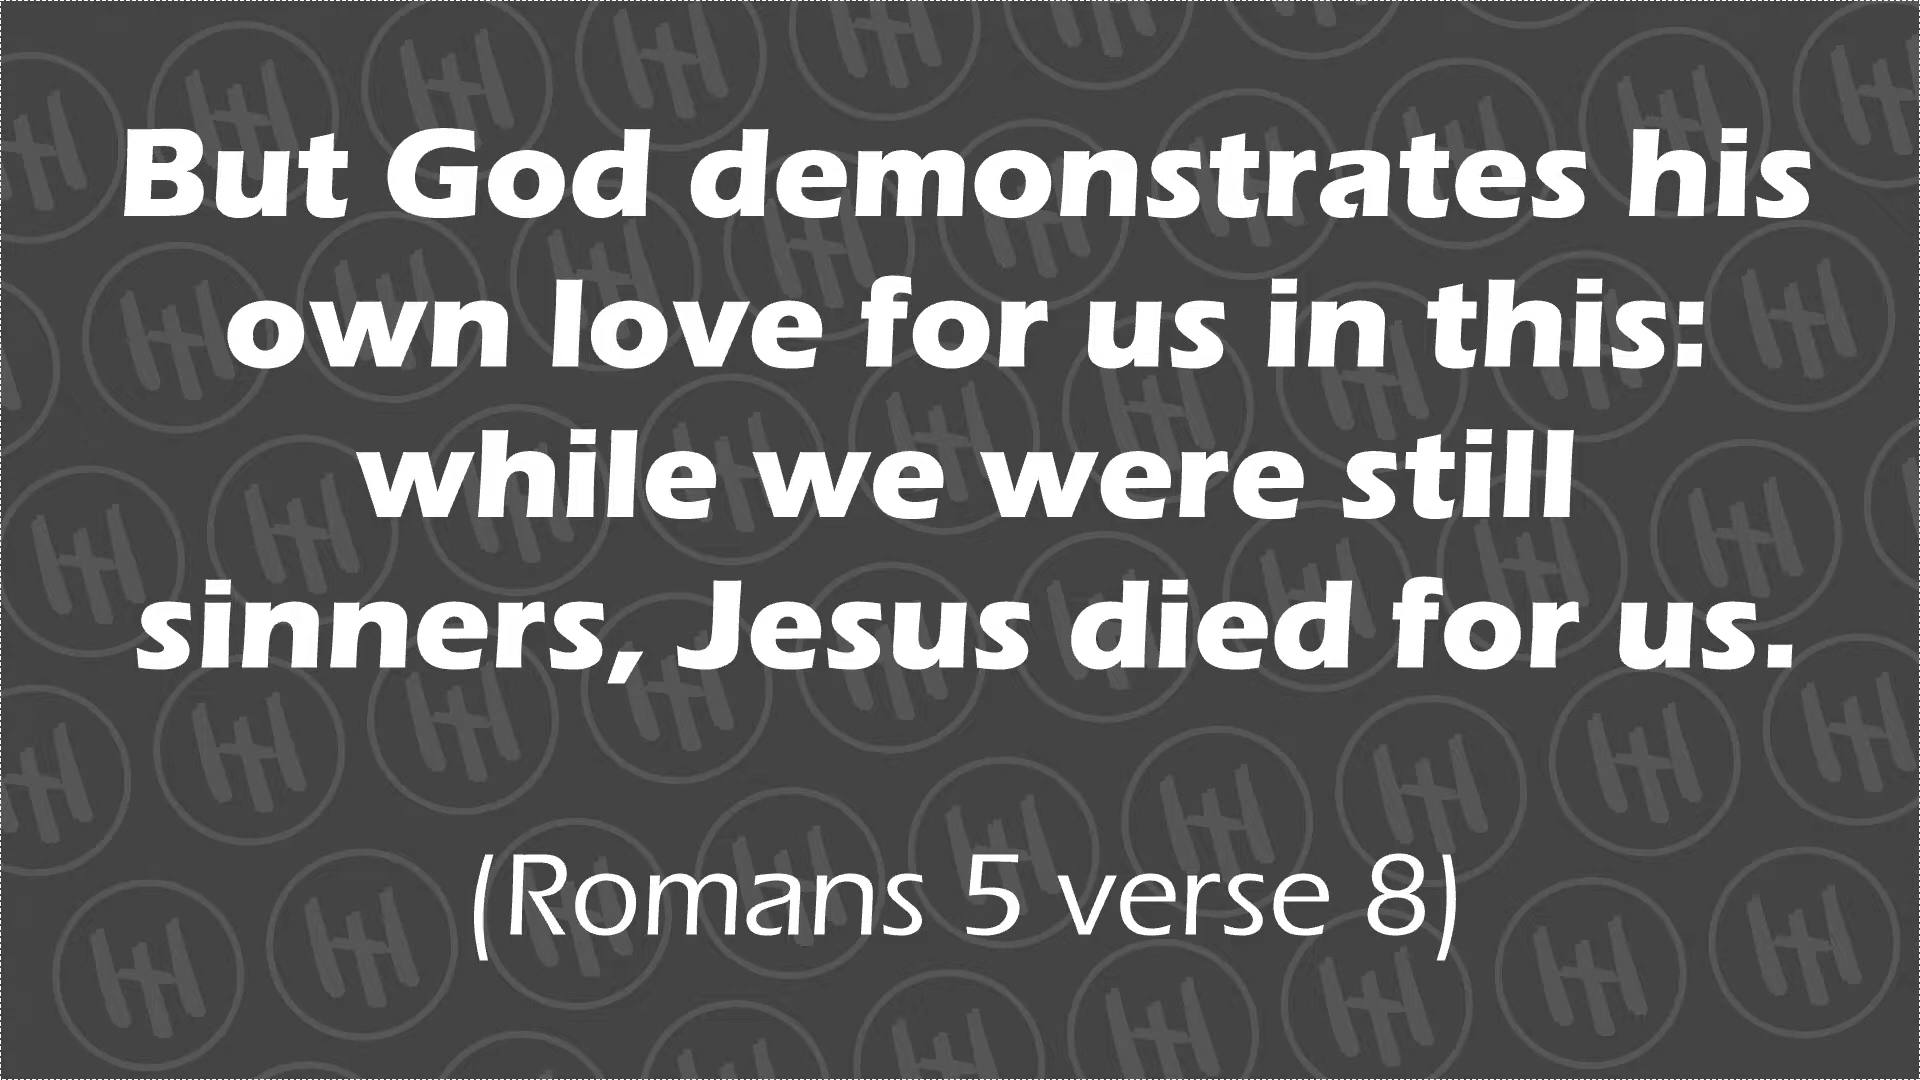 But God demonstrates his
own love for us in this:
while we were still
sinners, Jesus died for us.
(Romans 5 verse 8)